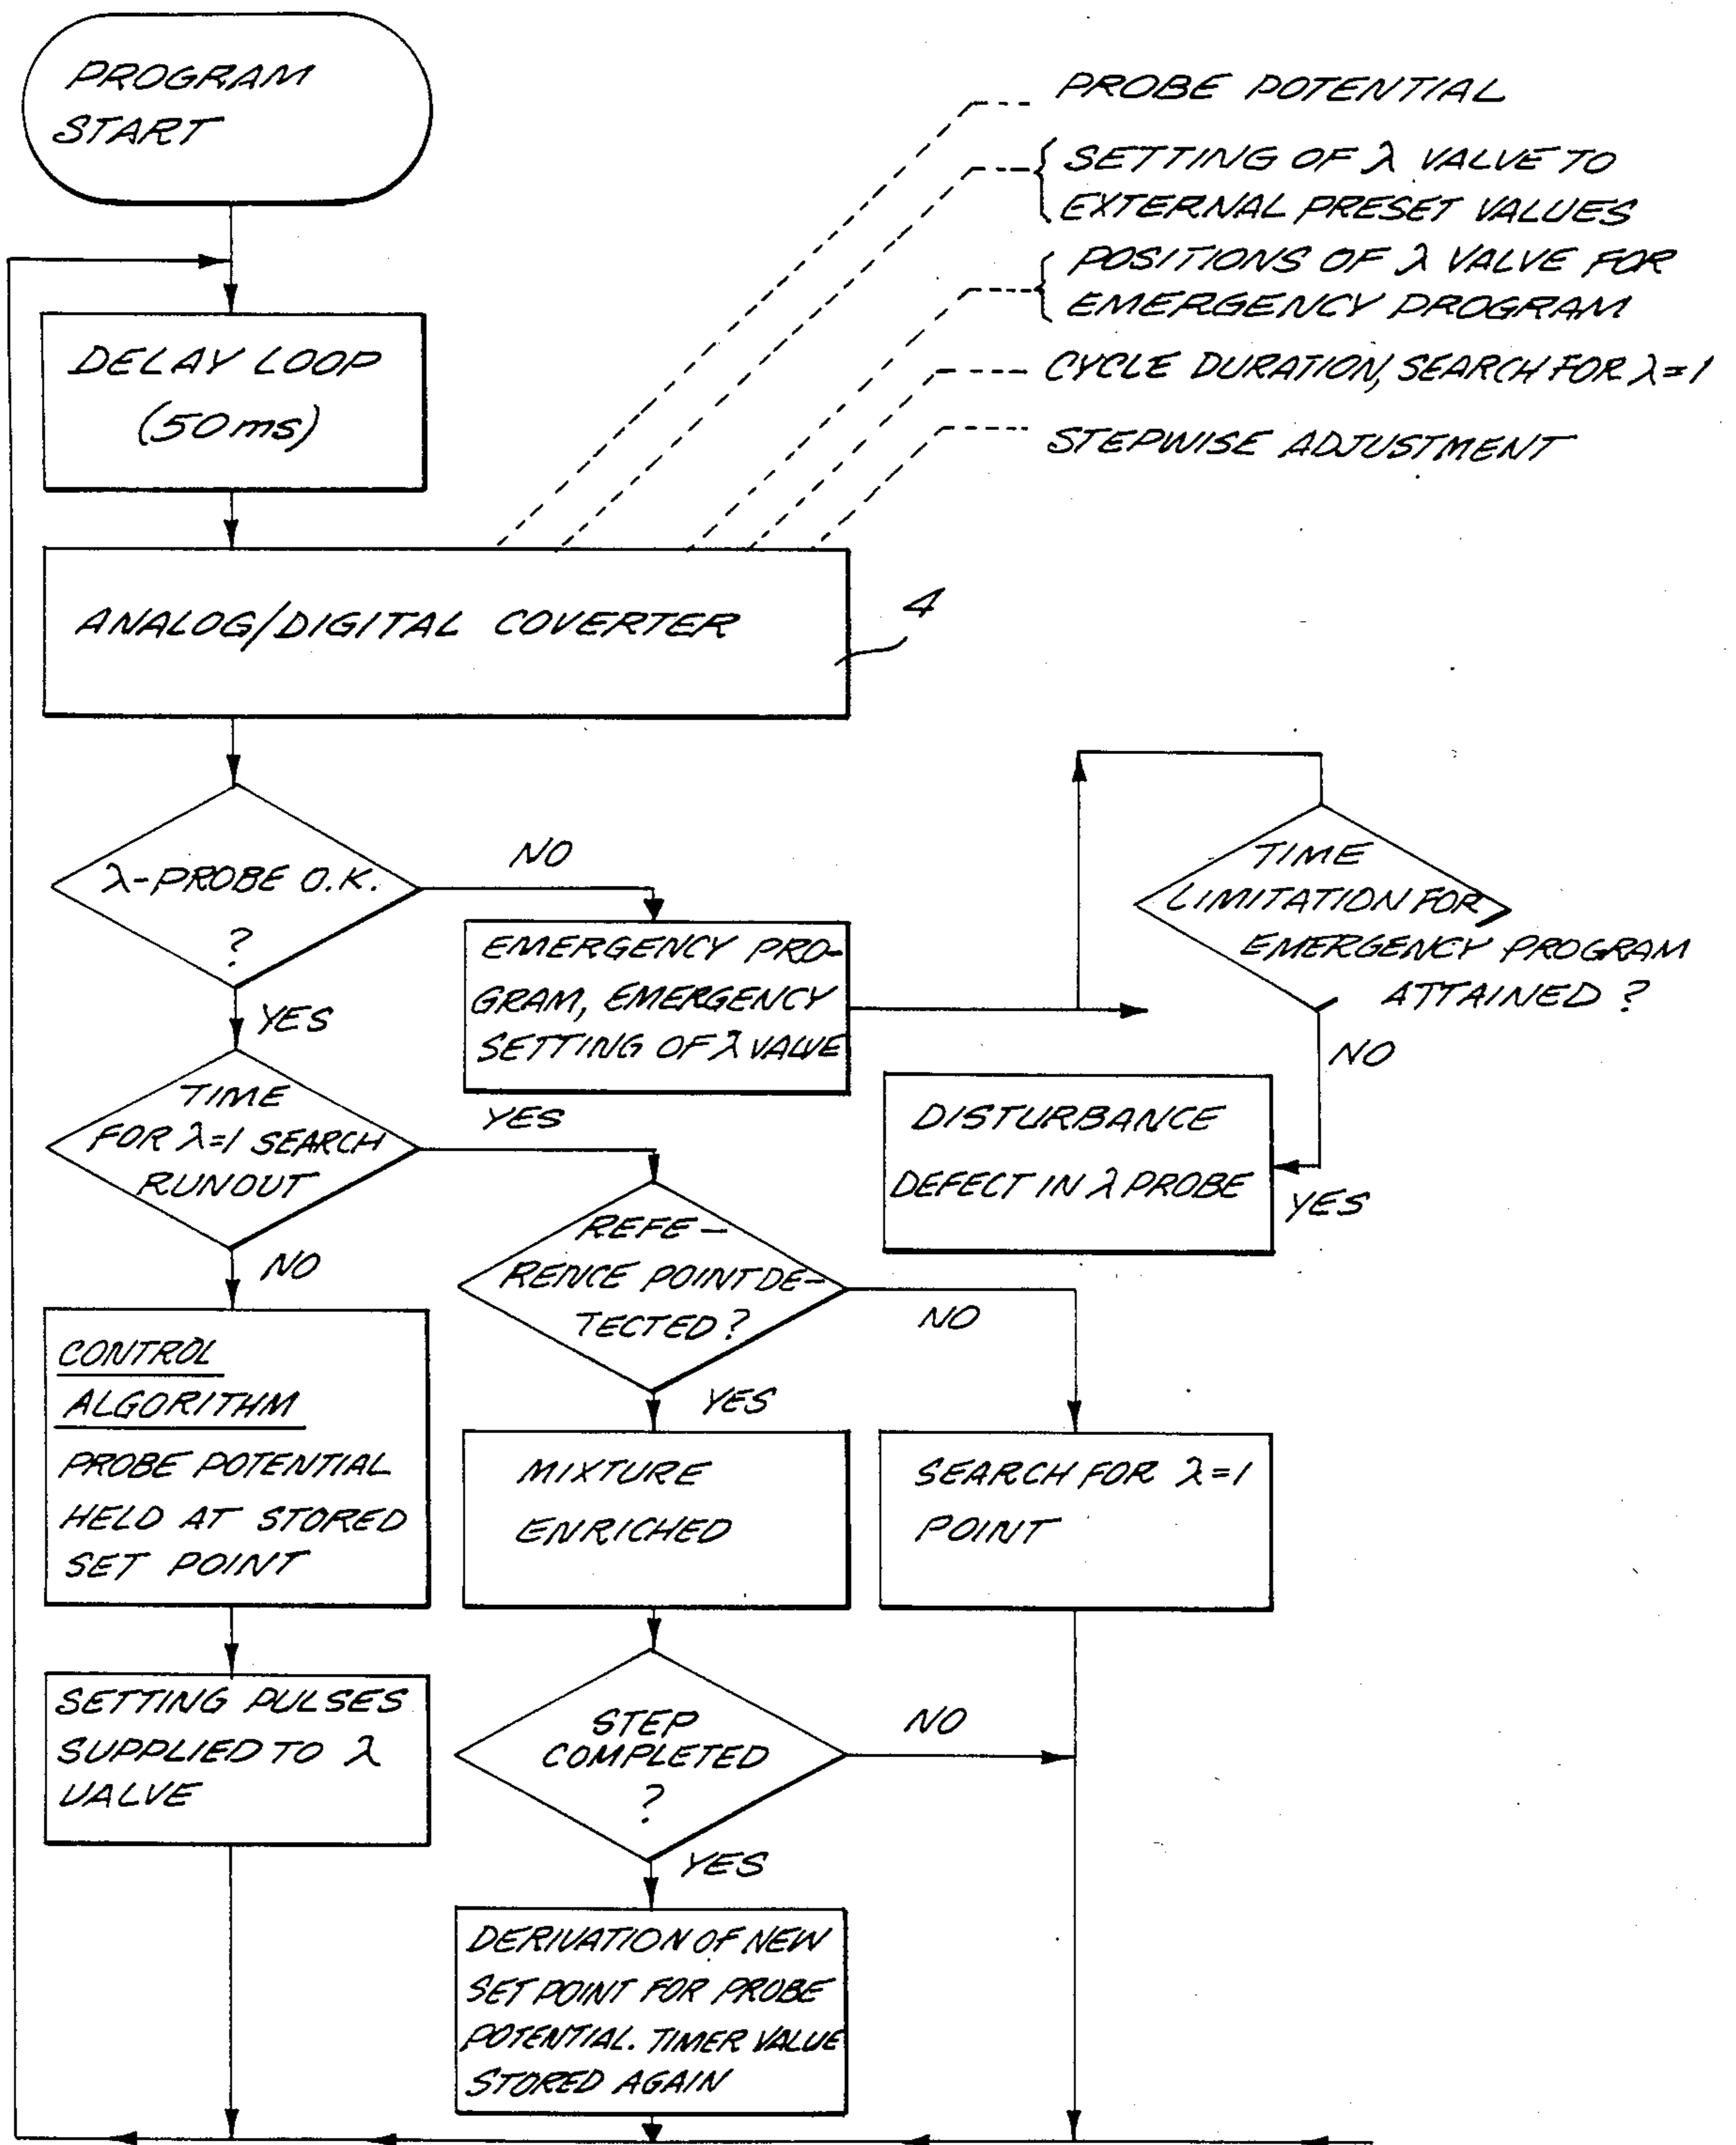 PROGRAM
START
PROBE POTENTIAL
SETTING OF λ VALVE TO
EXTERNAL PRESET VALUES
POSITIONS OF λ VALVE FOR
EMERGENCY PROGRAM
CYCLE DURATION, SEARCH FOR λ=1
STEPWISE ADJUSTMENT
DELAY LOOP
(50ms)
ANALOG/DIGITAL COVERTER
4
λ-PROBE O.K.
?
NO
YES
EMERGENCY PRO-
GRAM, EMERGENCY
SETTING OF λ VALVE
TIME
LIMITATION FOR
EMERGENCY PROGRAM
ATTAINED ?
NO
YES
DISTURBANCE
DEFECT IN λ PROBE
TIME
FOR λ=1 SEARCH
RUNOUT
YES
NO
REFE-
RENCE POINT DE-
TECTED ?
NO
YES
CONTROL
ALGORITHM
PROBE POTENTIAL
HELD AT STORED
SET POINT
MIXTURE
ENRICHED
SEARCH FOR λ=1
POINT
SETTING PULSES
SUPPLIED TO λ
VALVE
STEP
COMPLETED
?
NO
YES
DERIVATION OF NEW
SET POINT FOR PROBE
POTENTIAL. TIMER VALUE
STORED AGAIN